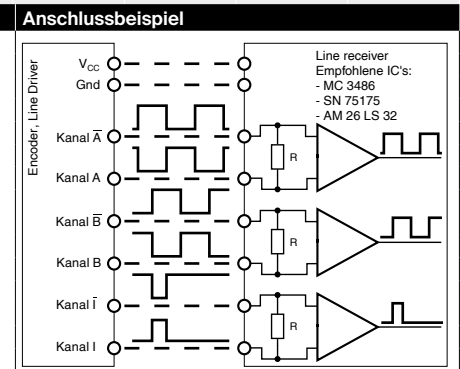 Anschlussbeispiel
Encoder, Line Driver
VCC
Gnd
Kanal A̅
Kanal A
Kanal B̅
Kanal B
Kanal I̅
Kanal I
Line receiver
Empfohlene IC's:
- MC 3486
- SN 75175
- AM 26 LS 32
R
R
R